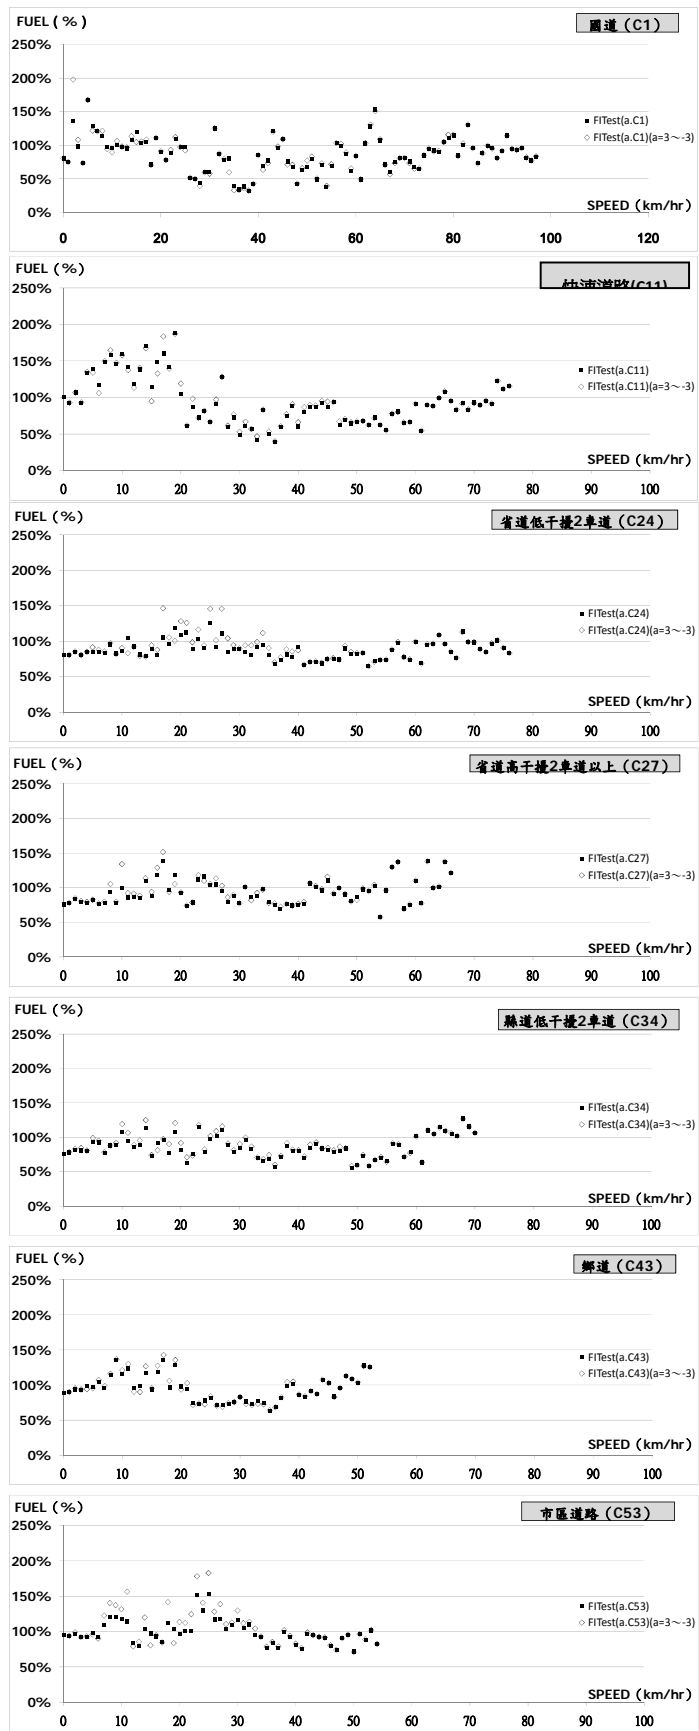 FUEL (%)
國道（C1）
250%
200%
150%
100%
50%
0%
FITest(a.C1)
FITest(a.C1)(a=3～-3)
SPEED（km/hr)
0 20 40 60 80 100 120
FUEL (%)
快速道路(C11)
250%
200%
150%
100%
50%
0%
FITest(a.C11)
FITest(a.C11)(a=3～-3)
SPEED（km/hr)
0 10 20 30 40 50 60 70 80 90 100
FUEL (%)
省道低干擾2車道（C24）
250%
200%
150%
100%
50%
0%
FITest(a.C24)
FITest(a.C24)(a=3～-3)
SPEED（km/hr)
0 10 20 30 40 50 60 70 80 90 100
FUEL (%)
省道高干擾2車道以上（C27）
250%
200%
150%
100%
50%
0%
FITest(a.C27)
FITest(a.C27)(a=3～-3)
SPEED（km/hr)
0 10 20 30 40 50 60 70 80 90 100
FUEL (%)
縣道低干擾2車道（C34）
250%
200%
150%
100%
50%
0%
FITest(a.C34)
FITest(a.C34)(a=3～-3)
SPEED（km/hr)
0 10 20 30 40 50 60 70 80 90 100
FUEL（%）
鄉道（C43）
250%
200%
150%
100%
50%
0%
FITest(a.C43)
FITest(a.C43)(a=3～-3)
SPEED（km/hr)
0 10 20 30 40 50 60 70 80 90 100
FUEL（%）
市區道路（C53）
250%
200%
150%
100%
50%
0%
FITest(a.C53)
FITest(a.C53)(a=3～-3)
SPEED（km/hr)
0 10 20 30 40 50 60 70 80 90 100